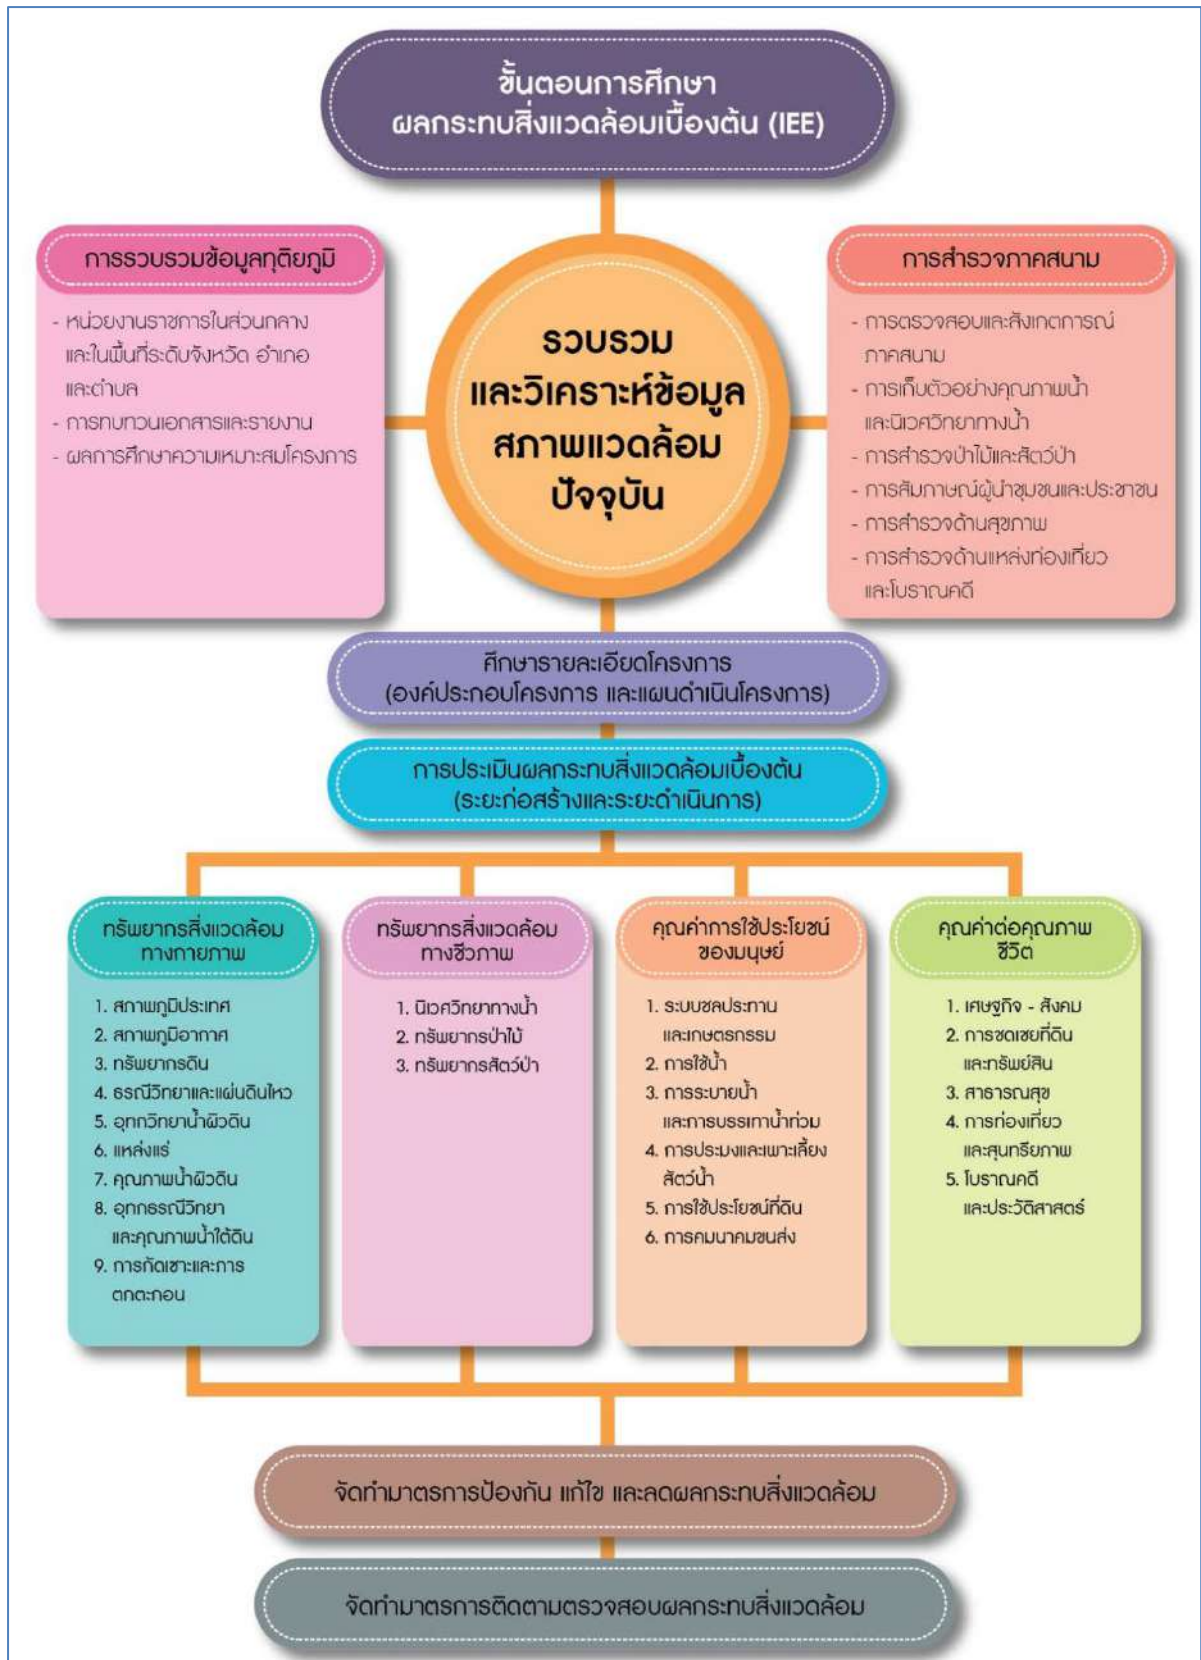 ขั้นตอนการศึกษา
ผลกระทบสิ่งแวดล้อมเบื้องต้น (IEE)
การรวบรวมข้อมูลทุติยภูมิ
- หน่วยงานราชการในส่วนกลาง
และในพื้นที่ระดับจังหวัด อำเภอ
และตำบล
- การทบทวนเอกสารและรายงาน
- ผลการศึกษาความเหมาะสมโครงการ
รวบรวม
และวิเคราะห์ข้อมูล
สภาพแวดล้อม
ปัจจุบัน
การสำรวจภาคสนาม
- การตรวจสอบและสังเกตการณ์
ภาคสนาม
- การเก็บตัวอย่างคุณภาพน้ำ
และนิเวศวิทยาทางน้ำ
- การสำรวจป่าไม้และสัตว์ป่า
- การสัมภาษณ์ผู้นำชุมชนและประชาชน
- การสำรวจด้านสุขภาพ
- การสำรวจด้านแหล่งท่องเที่ยว
และโบราณคดี
ศึกษารายละเอียดโครงการ
(องค์ประกอบโครงการ และแผนดำเนินโครงการ)
การประเมินผลกระทบสิ่งแวดล้อมเบื้องต้น
(ระยะก่อสร้างและระยะดำเนินการ)
ทรัพยากรสิ่งแวดล้อม
ทางกายภาพ
1. สภาพภูมิประเทศ
2. สภาพภูมิอากาศ
3. ทรัพยากรดิน
4. ธรณีวิทยาและแผ่นดินไหว
5. อุทกวิทยาน้ำผิวดิน
6. แหล่งแร่
7. คุณภาพน้ำผิวดิน
8. อุทกธรณีวิทยา
และคุณภาพน้ำใต้ดิน
9. การกัดเซาะและการ
ตกตะกอน
ทรัพยากรสิ่งแวดล้อม
ทางชีวภาพ
1. นิเวศวิทยาทางน้ำ
2. ทรัพยากรป่าไม้
3. ทรัพยากรสัตว์ป่า
คุณค่าการใช้ประโยชน์
ของมนุษย์
1. ระบบชลประทาน
และเกษตรกรรม
2. การใช้น้ำ
3. การระบายน้ำ
และการบรรเทาน้ำท่วม
4. การประมงและเพาะเลี้ยง
สัตว์น้ำ
5. การใช้ประโยชน์ที่ดิน
6. การคมนาคมขนส่ง
คุณค่าต่อคุณภาพ
ชีวิต
1. เศรษฐกิจ - สังคม
2. การชดเชยที่ดิน
และทรัพย์สิน
3. สาธารณสุข
4. การท่องเที่ยว
และสุนทรียภาพ
5. โบราณคดี
และประวัติศาสตร์
จัดทำมาตรการป้องกัน แก้ไข และลดผลกระทบสิ่งแวดล้อม
จัดทำมาตรการติดตามตรวจสอบผลกระทบสิ่งแวดล้อม